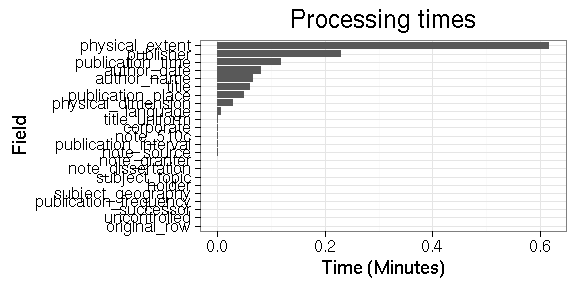 Processing times
physical_extent
publisher
publication_time
author_date
author_name
title
publication_place
physical_dimension
language
title_uniform
corporate
note_510c
publication_interval
note_source
note_granter
note_dissertation
subject_topic
holder
subject_geography
publication_frequency
successor
uncontrolled
original_row
Field
0.0 0.2 0.4 0.6
Time (Minutes)